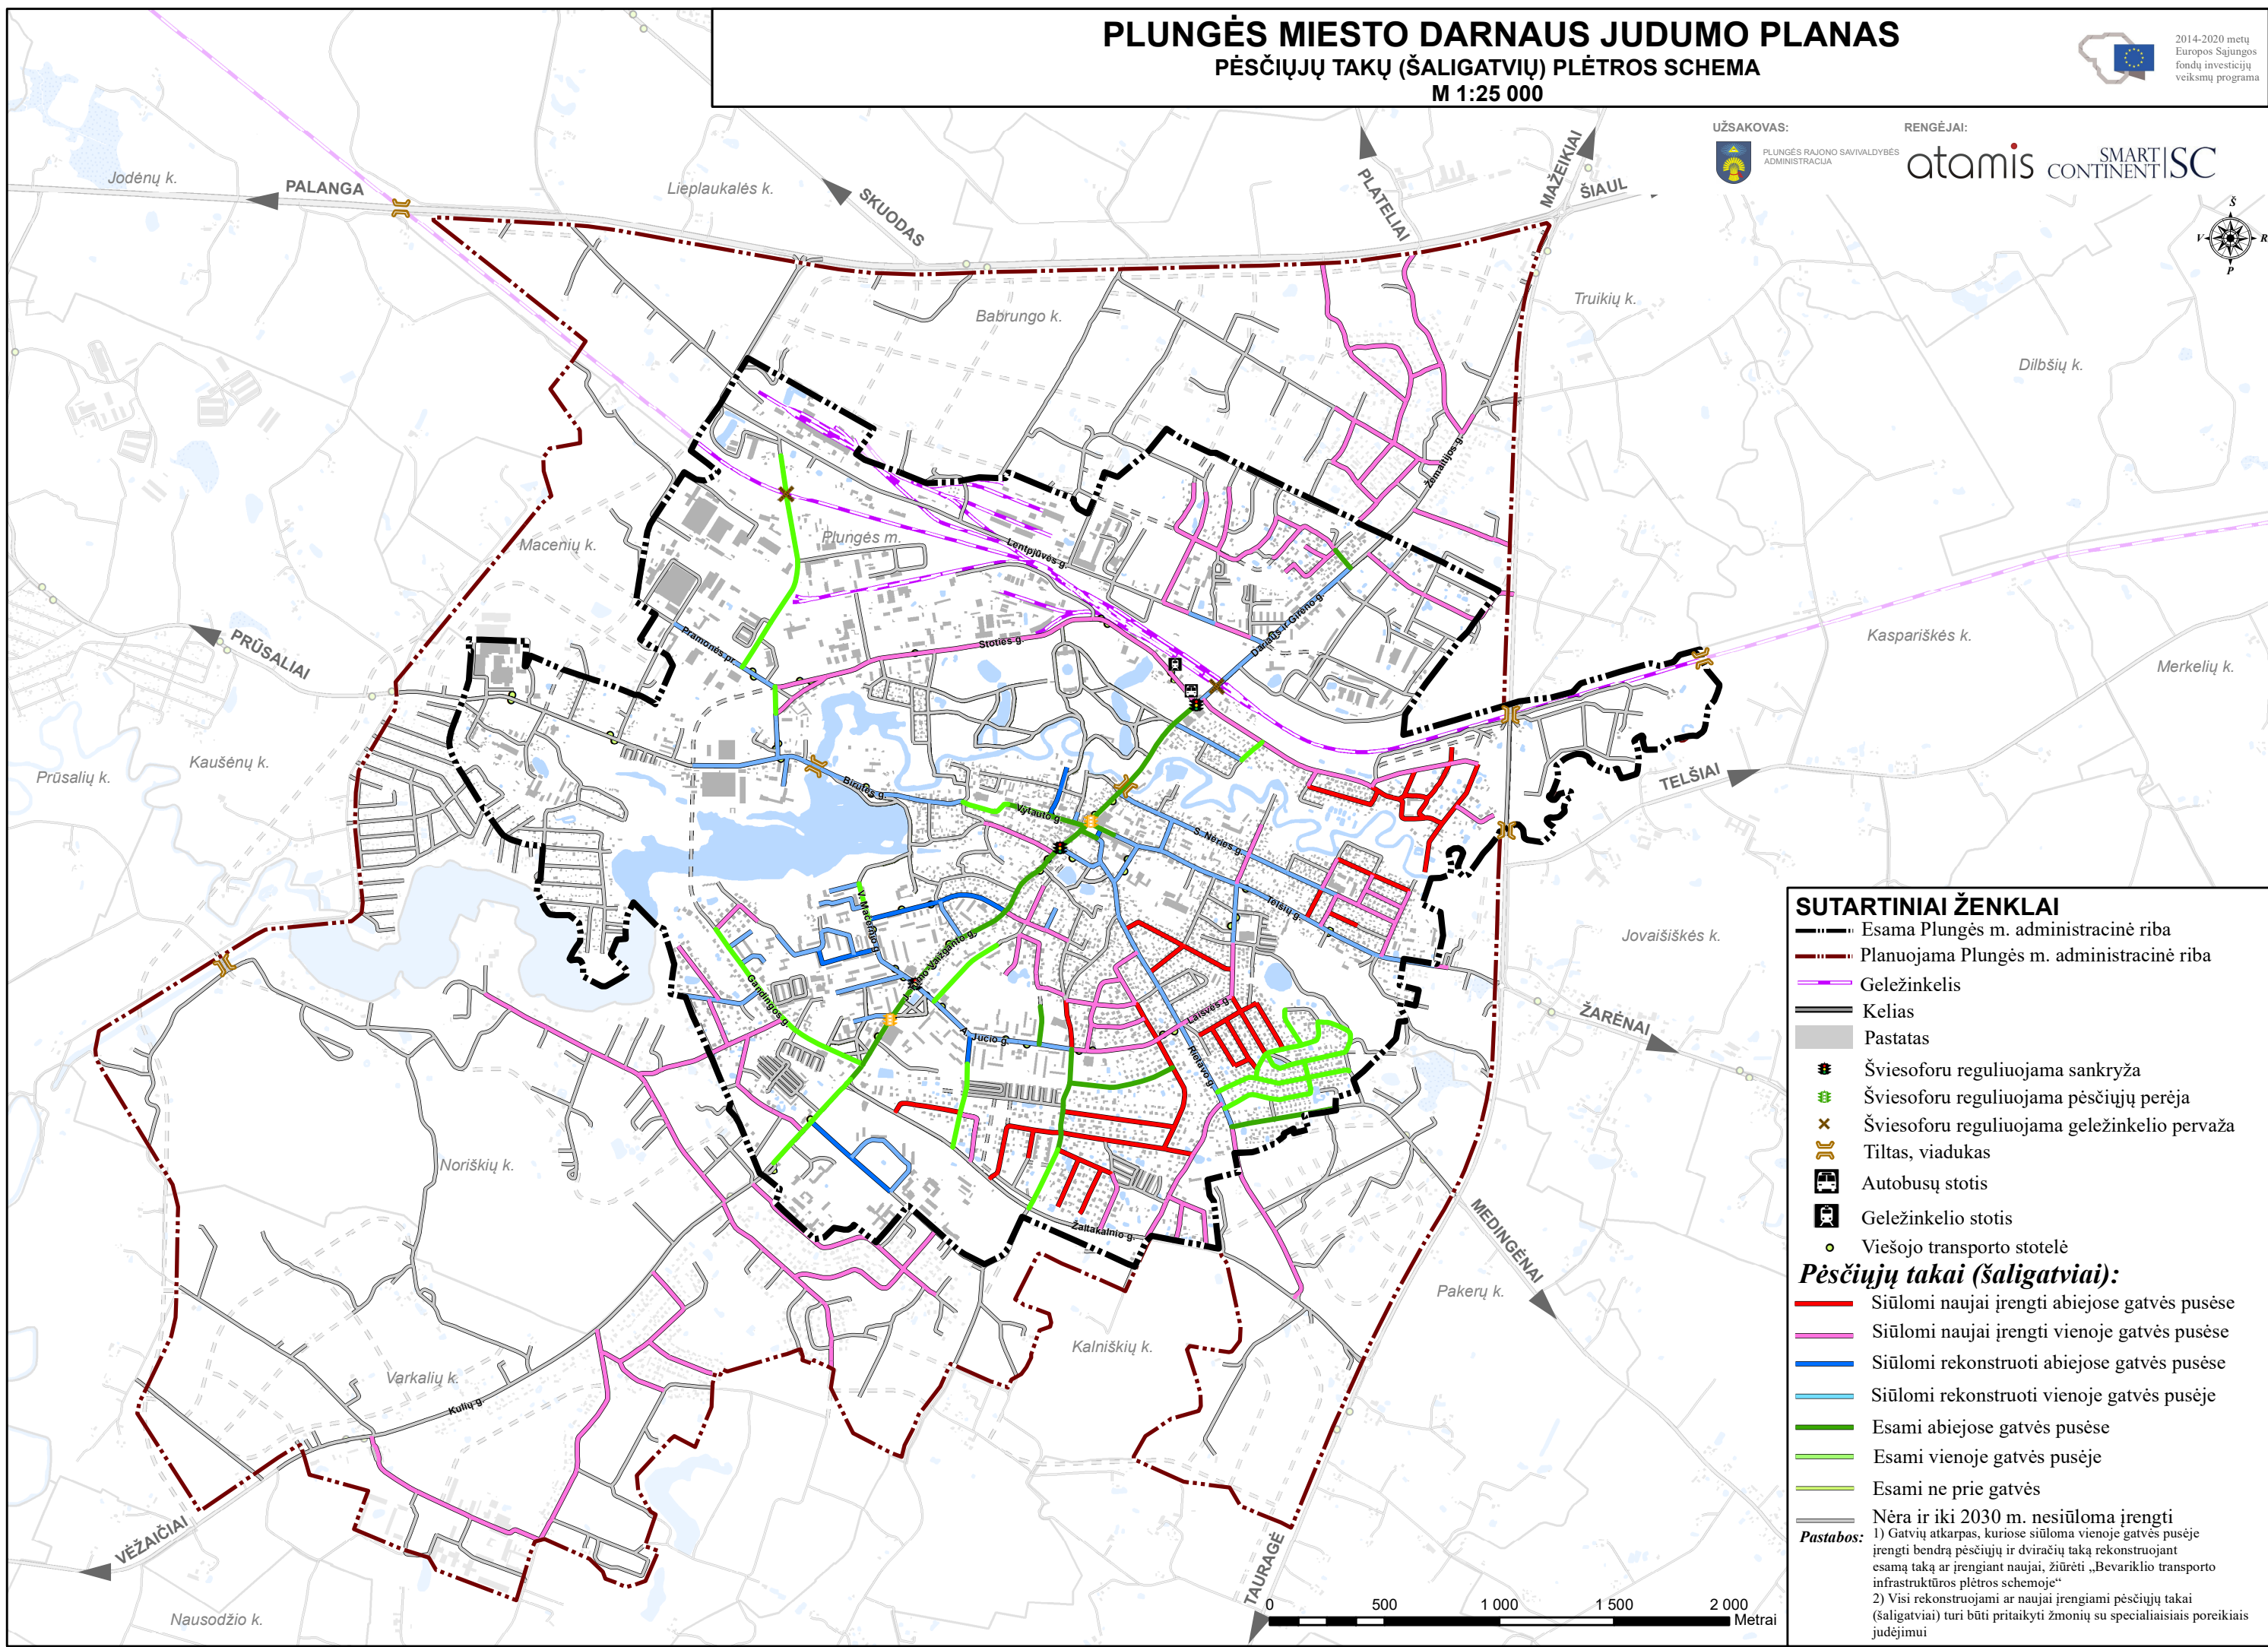 PLUNGĖS MIESTO DARNAUS JUDUMO PLANAS
PĖSČIŲJŲ TAKŲ (ŠALIGATVIŲ) PLĖTROS SCHEMA
M 1:25 000
2014-2020 metų
Europos Sąjungos
fondų investicijų
veiksmų programa
UŽSAKOVAS:
PLUNGĖS RAJONO SAVIVALDYBĖS
ADMINISTRACIJA
RENGĖJAI:
atamis
SMART
CONTINENT SC
Š
V
R
P
Jodėnų k.
PALANGA
Lieplaukalės k.
SKUODAS
PLATELIAI
MAŽEIKIAI
ŠIAUL
Babrungo k.
Truikių k.
Dilbšių k.
Žemaitijos g.
Macenių k.
Plungės m.
Lentpjūvės g.
Dariaus ir Girėno g.
Pramonės pr.
Stoties g.
PRŪSALIAI
Kaspariškės k.
Merkelių k.
Prūsalių k.
Kaušėnų k.
TELŠIAI
Birutės g.
Vytauto g.
S. Nėries g.
Telšių g.
V. Mačernio g.
Vaižganto g.
Gandingos g.
A. Jucio g.
Laisvės g.
Rietavo g.
Jovaišiškės k.
ŽARĖNAI
Noriškių k.
Žaltakalnio g.
MEDINGĖNAI
Pakerų k.
Kalniškių k.
Varkalių k.
Kulių g.
VĖŽAIČIAI
Nausodžio k.
TAURAGĖ
0 500 1 000 1 500 2 000
Metrai
SUTARTINIAI ŽENKLAI
Esama Plungės m. administracinė riba
Planuojama Plungės m. administracinė riba
Geležinkelis
Kelias
Pastatas
Šviesoforu reguliuojama sankryža
Šviesoforu reguliuojama pėsčiųjų perėja
Šviesoforu reguliuojama geležinkelio pervaža
Tiltas, viadukas
Autobusų stotis
Geležinkelio stotis
Viešojo transporto stotelė
Pėsčiųjų takai (šaligatviai):
Siūlomi naujai įrengti abiejose gatvės pusėse
Siūlomi naujai įrengti vienoje gatvės pusėse
Siūlomi rekonstruoti abiejose gatvės pusėse
Siūlomi rekonstruoti vienoje gatvės pusėje
Esami abiejose gatvės pusėse
Esami vienoje gatvės pusėje
Esami ne prie gatvės
Nėra ir iki 2030 m. nesiūloma įrengti
Pastabos: 1) Gatvių atkarpas, kuriose siūloma vienoje gatvės pusėje
įrengti bendrą pėsčiųjų ir dviračių taką rekonstruojant
esamą taką ar įrengiant naujai, žiūrėti „Bevariklio transporto
infrastruktūros plėtros schemoje“
2) Visi rekonstruojami ar naujai įrengiami pėsčiųjų takai
(šaligatviai) turi būti pritaikyti žmonių su specialiaisiais poreikiais
judėjimui